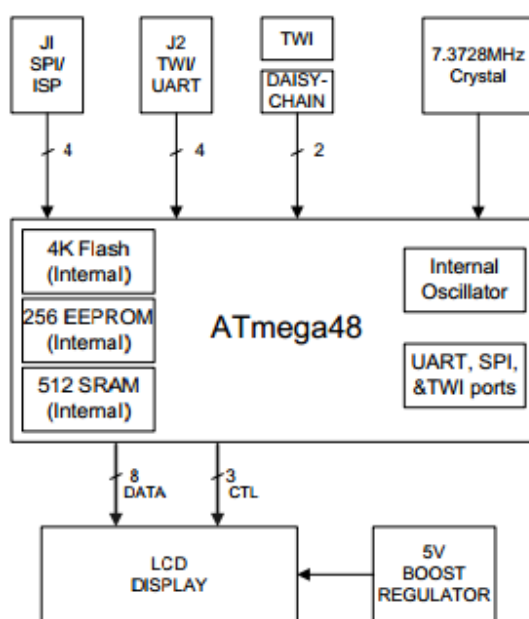 J1
SPI/
ISP
J2
TWI/
UART
TWI
DAISY-
CHAIN
7.3728MHz
Crystal
4
4
2
4K Flash
(Internal)
256 EEPROM
(Internal)
512 SRAM
(Internal)
ATmega48
Internal
Oscillator
UART, SPI,
&TWI ports
8
DATA
3
CTL
LCD
DISPLAY
5V
BOOST
REGULATOR